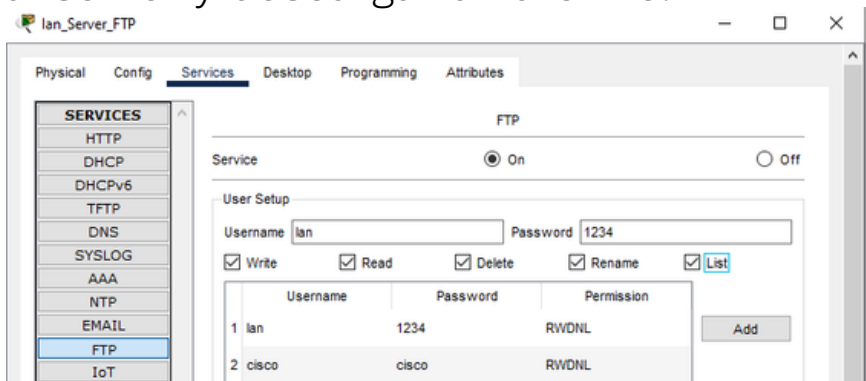 Ian_Server_FTP
Physical Config Services Desktop Programming Attributes
SERVICES
HTTP
DHCP
DHCPv6
TFTP
DNS
SYSLOG
AAA
NTP
EMAIL
FTP
IoT
FTP
Service On Off
User Setup
Username Ian Password 1234
Write Read Delete Rename List
Username Password Permission
1 Ian 1234 RWDNL
2 cisco cisco RWDNL
Add